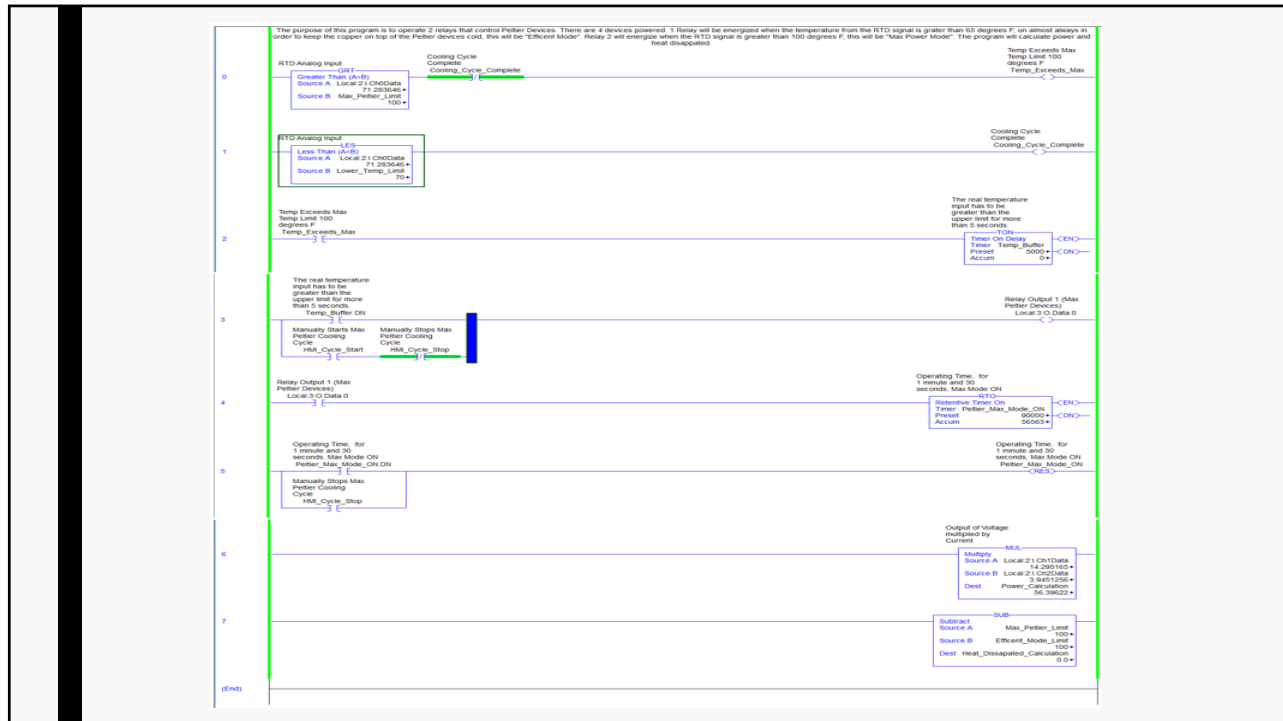 The purpose of this program is to operate 2 relays that control Peltier Devices. There are 4 devices powered. 1 Relay will be energized when the temperature from the RTD signal is grater than 65 degrees F, on almost always in
order to keep the copper on top of the Peltier devices cold, this will be "Efficent Mode". Relay 2 will energize when the RTD signal is greater than 100 degrees F, this will be "Max Power Mode". The program will calculate power and
heat disappated.
0
RTD Analog Input
GRT
Greater Than (A>B)
Source A Local:2:I.Ch0Data
71.283646
Source B Max_Peltier_Limit
100
Cooling Cycle
Complete
Cooling_Cycle_Complete
Temp Exceeds Max
Temp Limit 100
degrees F
Temp_Exceeds_Max
1
RTD Analog Input
LES
Less Than (A<B)
Source A Local:2:I.Ch0Data
71.283646
Source B Lower_Temp_Limit
70
Cooling Cycle
Complete
Cooling_Cycle_Complete
2
Temp Exceeds Max
Temp Limit 100
degrees F
Temp_Exceeds_Max
The real temperature
input has to be
greater than the
upper limit for more
than 5 seconds.
TON
Timer On Delay
Timer Temp_Buffer
Preset 5000
Accum 0
EN
DN
3
The real temperature
input has to be
greater than the
upper limit for more
than 5 seconds.
Temp_Buffer.DN
Manually Starts Max
Peltier Cooling
Cycle
HMI_Cycle_Start
Manually Stops Max
Peltier Cooling
Cycle
HMI_Cycle_Stop
Relay Output 1 (Max
Peltier Devices)
Local:3:O.Data.0
4
Relay Output 1 (Max
Peltier Devices)
Local:3:O.Data.0
Operating Time, for
1 minute and 30
seconds, Max Mode ON
RTO
Retentive Timer On
Timer Peltier_Max_Mode_ON
Preset 90000
Accum 56563
EN
DN
5
Operating Time, for
1 minute and 30
seconds, Max Mode ON
Peltier_Max_Mode_ON.DN
Manually Stops Max
Peltier Cooling
Cycle
HMI_Cycle_Stop
Operating Time, for
1 minute and 30
seconds, Max Mode ON
Peltier_Max_Mode_ON
RES
6
Output of Voltage
multiplied by
Current
MUL
Multiply
Source A Local:2:I.Ch1Data
14.295165
Source B Local:2:I.Ch2Data
3.9451256
Dest Power_Calculation
56.39622
7
SUB
Subtract
Source A Max_Peltier_Limit
100
Source B Efficent_Mode_Limit
100
Dest Heat_Dissapated_Calculation
0.0
(End)